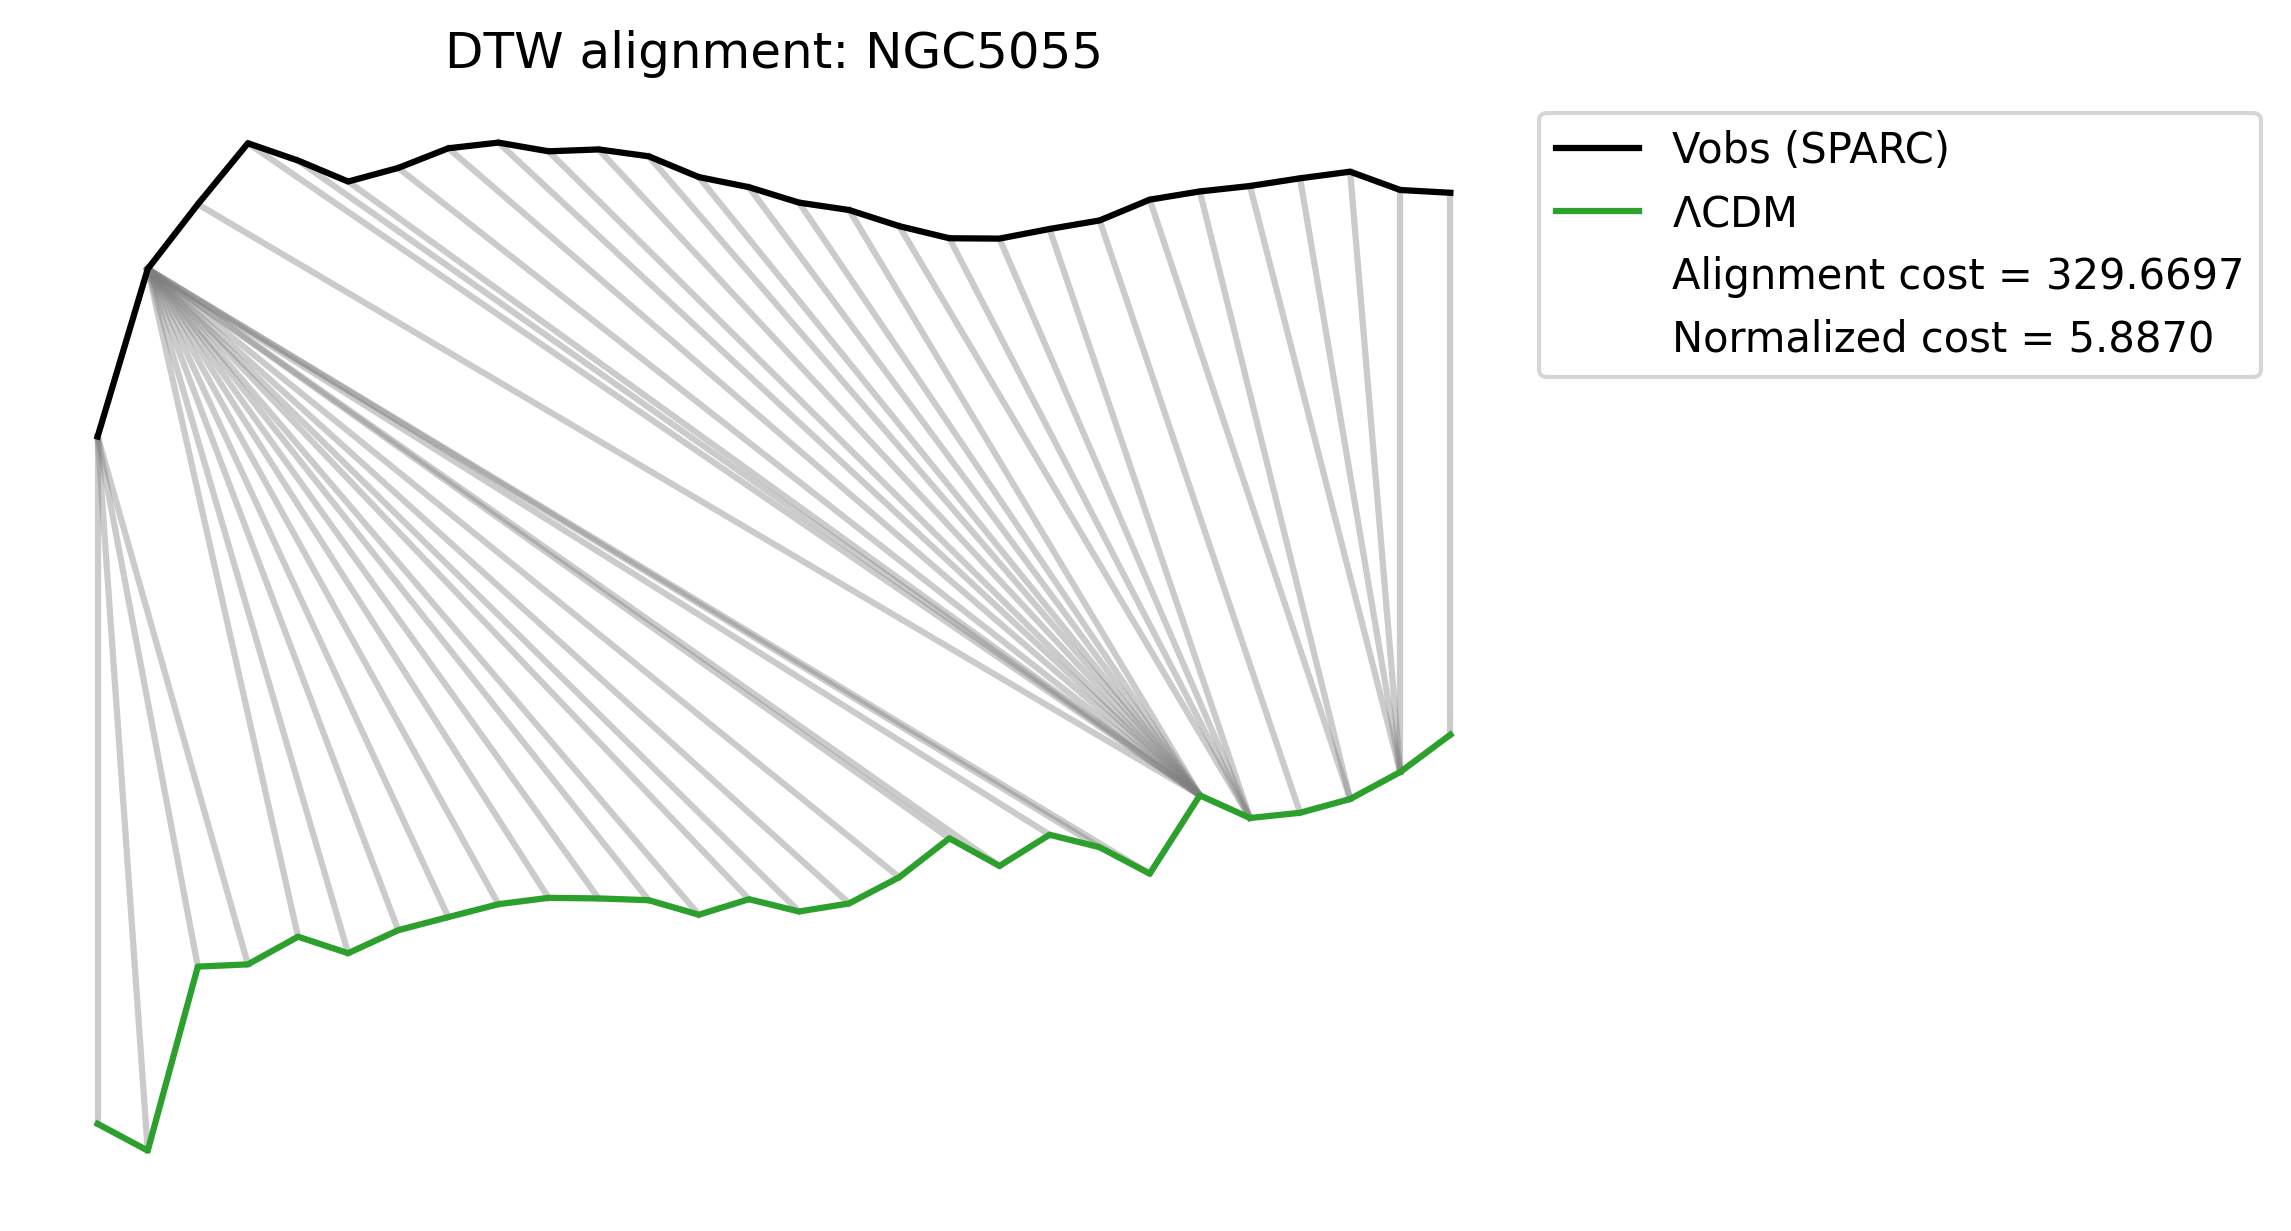 DTW alignment: NGC5055
Vobs (SPARC)
ΛCDM
Alignment cost = 329.6697
Normalized cost = 5.8870